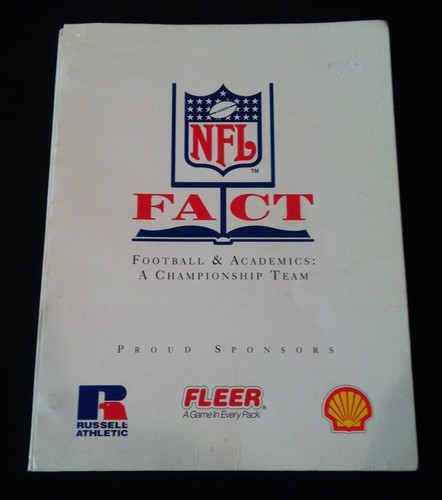 NFL
TM
FACT
FOOTBALL & ACADEMICS:
A CHAMPIONSHIP TEAM
PROUD SPONSORS
R
RUSSELL
ATHLETIC
FLEER®
A Game In Every Pack.